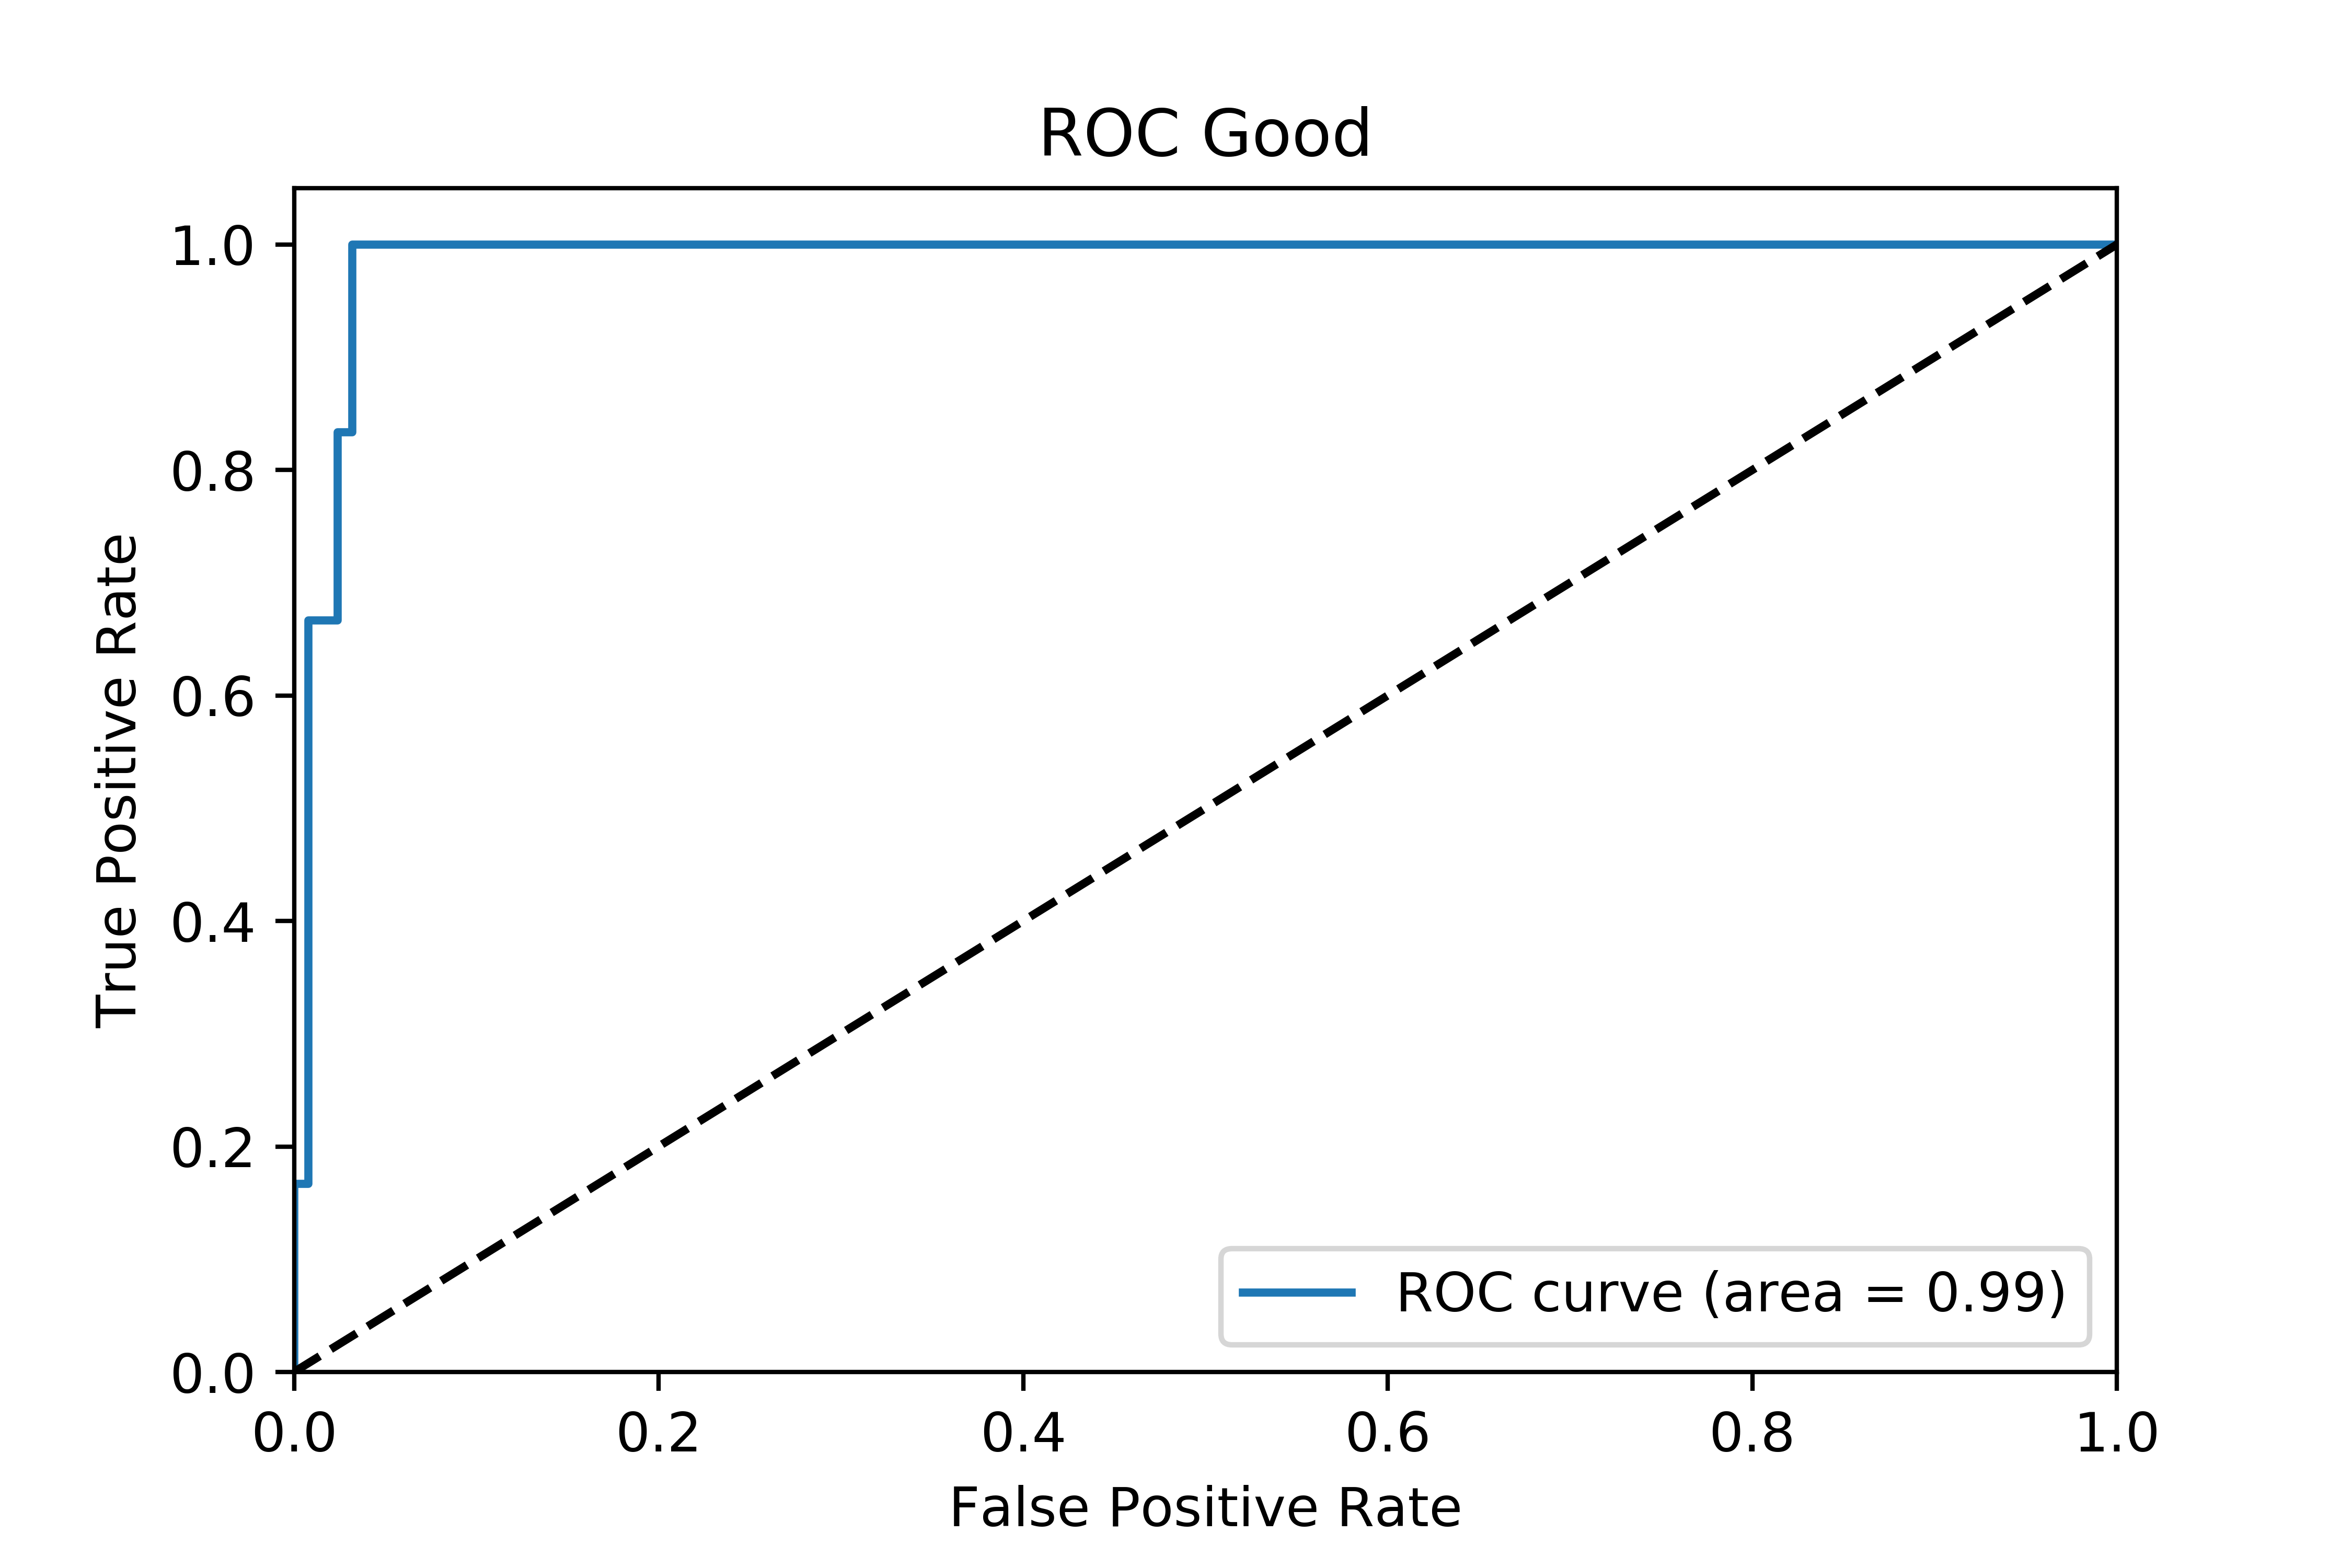 ROC Good
1.0
0.8
0.6
0.4
0.2
0.0
True Positive Rate
ROC curve (area = 0.99)
0.0 0.2 0.4 0.6 0.8 1.0
False Positive Rate